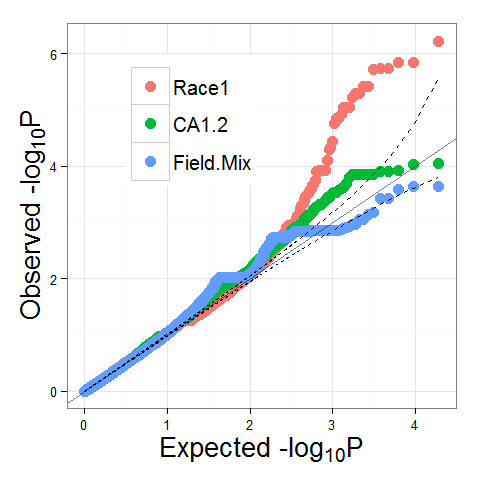 6
4
2
0
Observed -log10P
Race1
CA1.2
Field.Mix
0 1 2 3 4
Expected -log10P